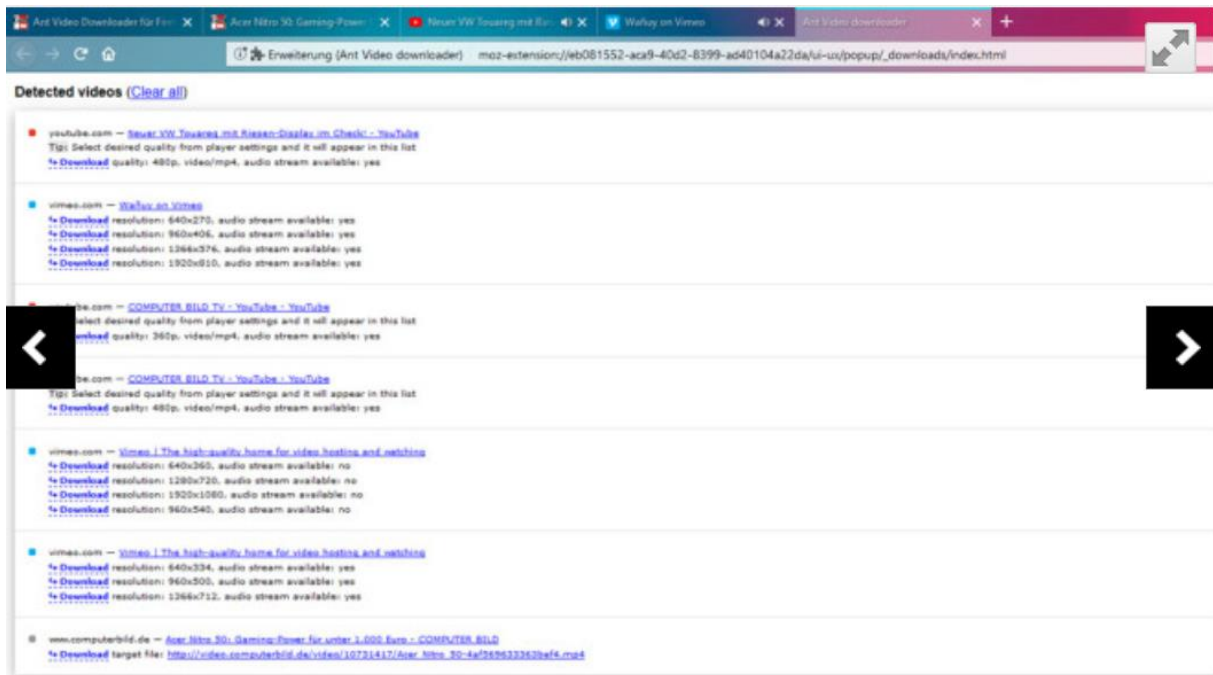 Ant Video Downloader für Fire
Acer Nitro 50: Gaming-Power
Neuer VW Touareg mit Ries
Wañuy on Vimeo
Ant Video downloader
Erweiterung (Ant Video downloader) moz-extension://eb081552-aca9-40d2-8399-ad40104a22da/ui-ux/popup/_downloads/index.html
Detected videos (Clear all)
youtube.com — Neuer VW Touareg mit Riesen-Display im Check! - YouTube
Tip: Select desired quality from player settings and it will appear in this list
Download quality: 480p, video/mp4, audio stream available: yes
vimeo.com — Wañuy on Vimeo
Download resolution: 640x270, audio stream available: yes
Download resolution: 960x406, audio stream available: yes
Download resolution: 1366x576, audio stream available: yes
Download resolution: 1920x810, audio stream available: yes
be.com — COMPUTER BILD TV - YouTube - YouTube
elect desired quality from player settings and it will appear in this list
wnload quality: 360p, video/mp4, audio stream available: yes
be.com — COMPUTER BILD TV - YouTube - YouTube
Tip: Select desired quality from player settings and it will appear in this list
Download quality: 480p, video/mp4, audio stream available: yes
vimeo.com — Vimeo | The high-quality home for video hosting and watching
Download resolution: 640x360, audio stream available: no
Download resolution: 1280x720, audio stream available: no
Download resolution: 1920x1080, audio stream available: no
Download resolution: 960x540, audio stream available: no
vimeo.com — Vimeo | The high-quality home for video hosting and watching
Download resolution: 640x334, audio stream available: yes
Download resolution: 960x500, audio stream available: yes
Download resolution: 1366x712, audio stream available: yes
www.computerbild.de — Acer Nitro 50: Gaming-Power für unter 1.000 Euro - COMPUTER BILD
Download target file: http://video.computerbild.de/video/10731417/Acer_Nitro_50-4af569633363bef4.mp4